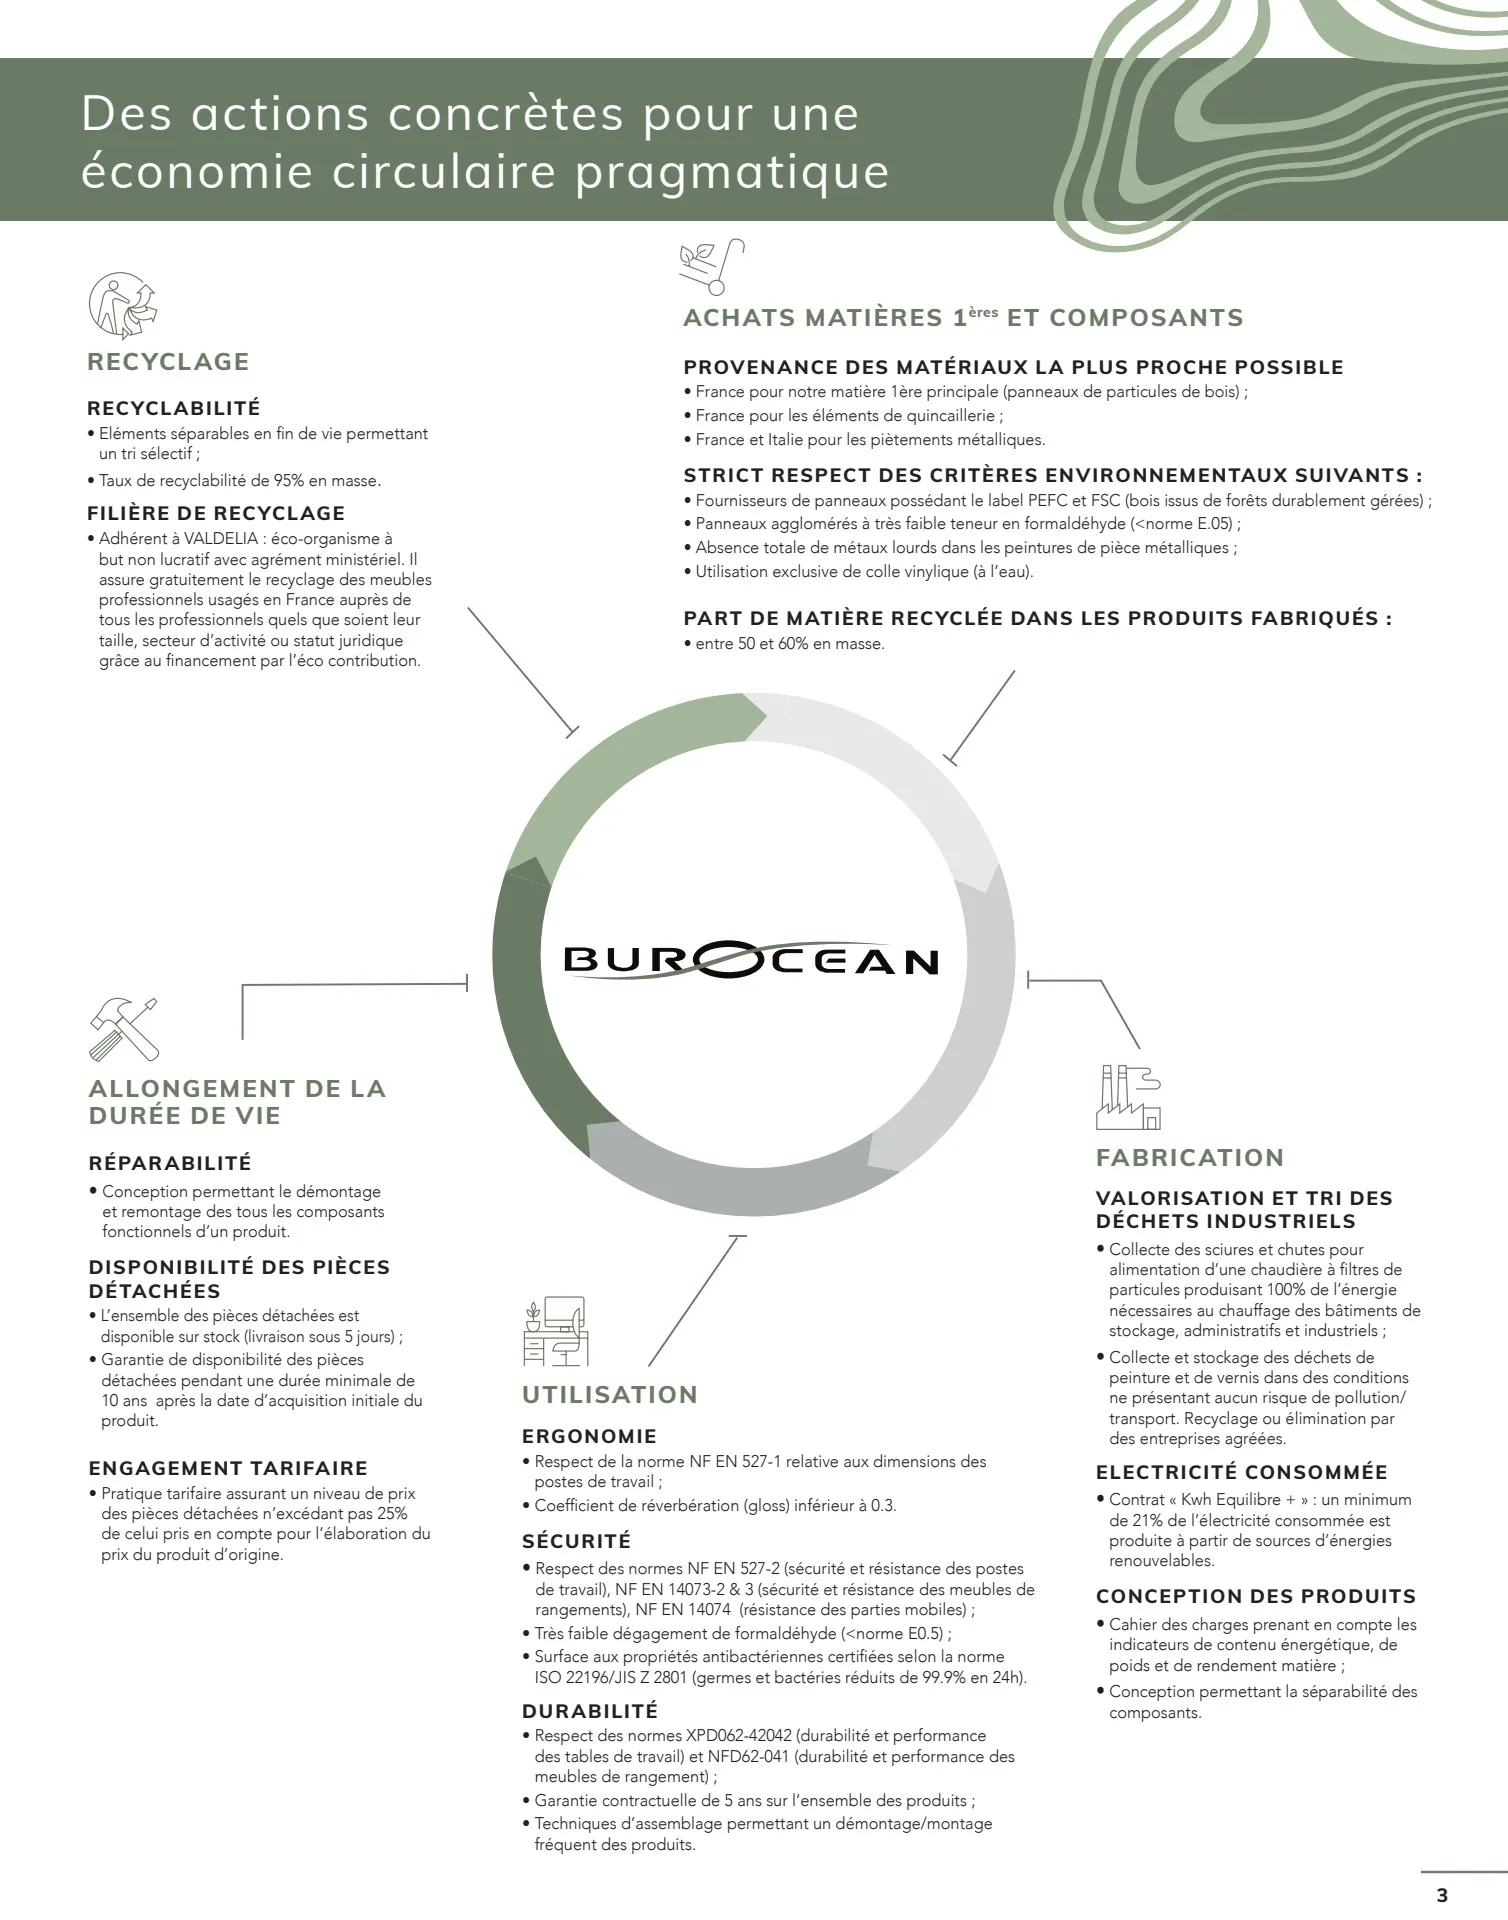 Des actions concrètes pour une
économie circulaire pragmatique
RECYCLAGE
RECYCLABILITÉ
• Eléments séparables en fin de vie permettant
un tri sélectif ;
• Taux de recyclabilité de 95% en masse.
FILIÈRE DE RECYCLAGE
• Adhérent à VALDELIA : éco-organisme à
but non lucratif avec agrément ministériel. Il
assure gratuitement le recyclage des meubles
professionnels usagés en France auprès de
tous les professionnels quels que soient leur
taille, secteur d’activité ou statut juridique
grâce au financement par l’éco contribution.
ACHATS MATIÈRES 1ères ET COMPOSANTS
PROVENANCE DES MATÉRIAUX LA PLUS PROCHE POSSIBLE
• France pour notre matière 1ère principale (panneaux de particules de bois) ;
• France pour les éléments de quincaillerie ;
• France et Italie pour les piètements métalliques.
STRICT RESPECT DES CRITÈRES ENVIRONNEMENTAUX SUIVANTS :
• Fournisseurs de panneaux possédant le label PEFC et FSC (bois issus de forêts durablement gérées) ;
• Panneaux agglomérés à très faible teneur en formaldéhyde (<norme E.05) ;
• Absence totale de métaux lourds dans les peintures de pièce métalliques ;
• Utilisation exclusive de colle vinylique (à l’eau).
PART DE MATIÈRE RECYCLÉE DANS LES PRODUITS FABRIQUÉS :
• entre 50 et 60% en masse.
BUROCEAN
ALLONGEMENT DE LA
DURÉE DE VIE
RÉPARABILITÉ
• Conception permettant le démontage
et remontage des tous les composants
fonctionnels d’un produit.
DISPONIBILITÉ DES PIÈCES
DÉTACHÉES
• L’ensemble des pièces détachées est
disponible sur stock (livraison sous 5 jours) ;
• Garantie de disponibilité des pièces
détachées pendant une durée minimale de
10 ans après la date d’acquisition initiale du
produit.
ENGAGEMENT TARIFAIRE
• Pratique tarifaire assurant un niveau de prix
des pièces détachées n’excédant pas 25%
de celui pris en compte pour l’élaboration du
prix du produit d’origine.
UTILISATION
ERGONOMIE
• Respect de la norme NF EN 527-1 relative aux dimensions des
postes de travail ;
• Coefficient de réverbération (gloss) inférieur à 0.3.
SÉCURITÉ
• Respect des normes NF EN 527-2 (sécurité et résistance des postes
de travail), NF EN 14073-2 & 3 (sécurité et résistance des meubles de
rangements), NF EN 14074 (résistance des parties mobiles) ;
• Très faible dégagement de formaldéhyde (<norme E0.5) ;
• Surface aux propriétés antibactériennes certifiées selon la norme
ISO 22196/JIS Z 2801 (germes et bactéries réduits de 99.9% en 24h).
DURABILITÉ
• Respect des normes XPD062-42042 (durabilité et performance
des tables de travail) et NFD62-041 (durabilité et performance des
meubles de rangement) ;
• Garantie contractuelle de 5 ans sur l’ensemble des produits ;
• Techniques d’assemblage permettant un démontage/montage
fréquent des produits.
FABRICATION
VALORISATION ET TRI DES
DÉCHETS INDUSTRIELS
• Collecte des sciures et chutes pour
alimentation d’une chaudière à filtres de
particules produisant 100% de l’énergie
nécessaires au chauffage des bâtiments de
stockage, administratifs et industriels ;
• Collecte et stockage des déchets de
peinture et de vernis dans des conditions
ne présentant aucun risque de pollution/
transport. Recyclage ou élimination par
des entreprises agréées.
ELECTRICITÉ CONSOMMÉE
• Contrat « Kwh Equilibre + » : un minimum
de 21% de l’électricité consommée est
produite à partir de sources d’énergies
renouvelables.
CONCEPTION DES PRODUITS
• Cahier des charges prenant en compte les
indicateurs de contenu énergétique, de
poids et de rendement matière ;
• Conception permettant la séparabilité des
composants.
3